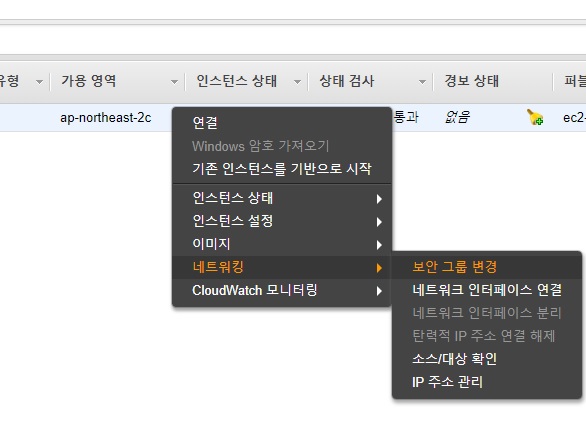 유형 가용 영역 인스턴스 상태 상태 검사 경보 상태 퍼블
ap-northeast-2c 통과 없음 ec2-
연결
Windows 암호 가져오기
기존 인스턴스를 기반으로 시작
인스턴스 상태
인스턴스 설정
이미지
네트워킹
CloudWatch 모니터링
보안 그룹 변경
네트워크 인터페이스 연결
네트워크 인터페이스 분리
탄력적 IP 주소 연결 해제
소스/대상 확인
IP 주소 관리